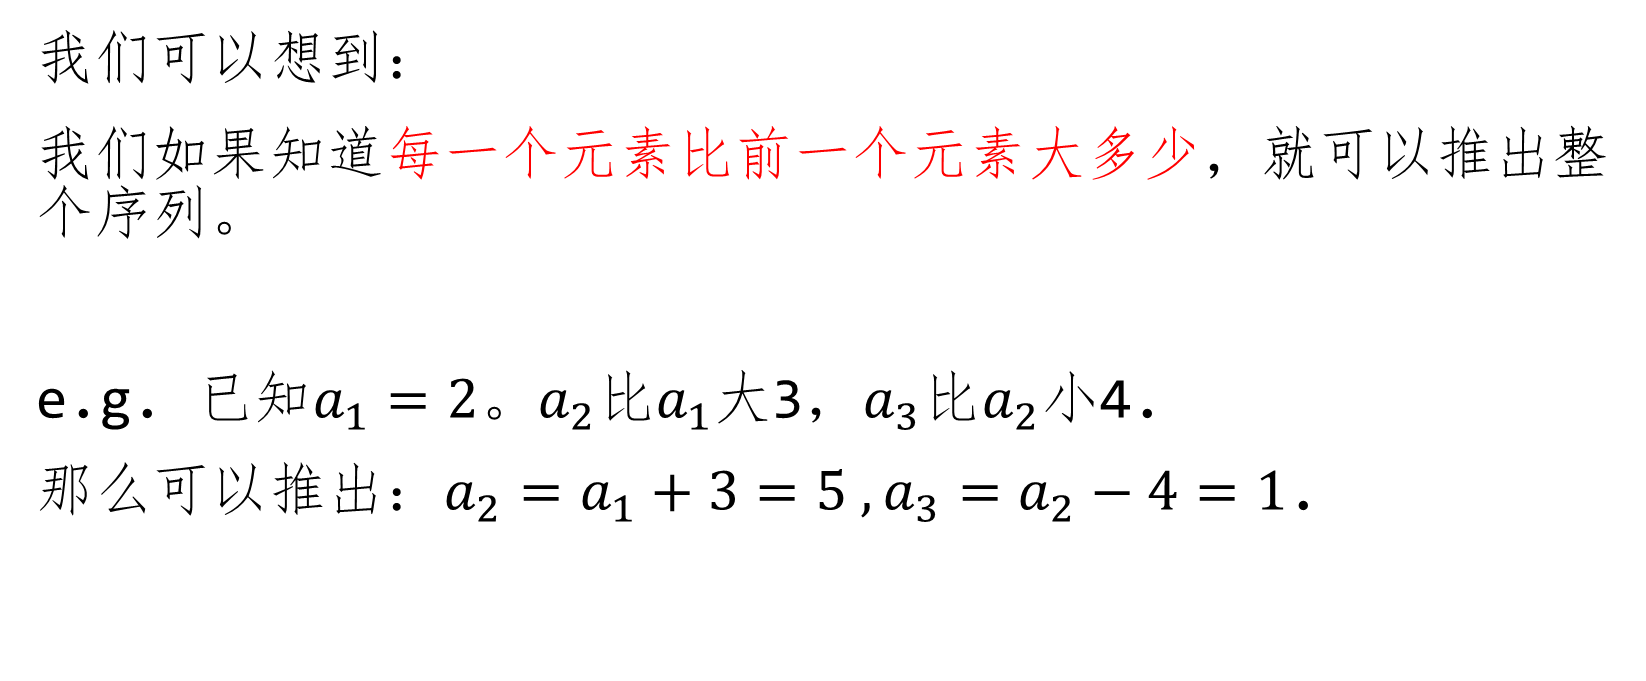 我们可以想到：
我们如果知道每一个元素比前一个元素大多少，就可以推出整
个序列。
e.g. 已知a₁ = 2。a₂比a₁大3，a₃比a₂小4.
那么可以推出：a₂ = a₁ + 3 = 5 ,a₃ = a₂ − 4 = 1.